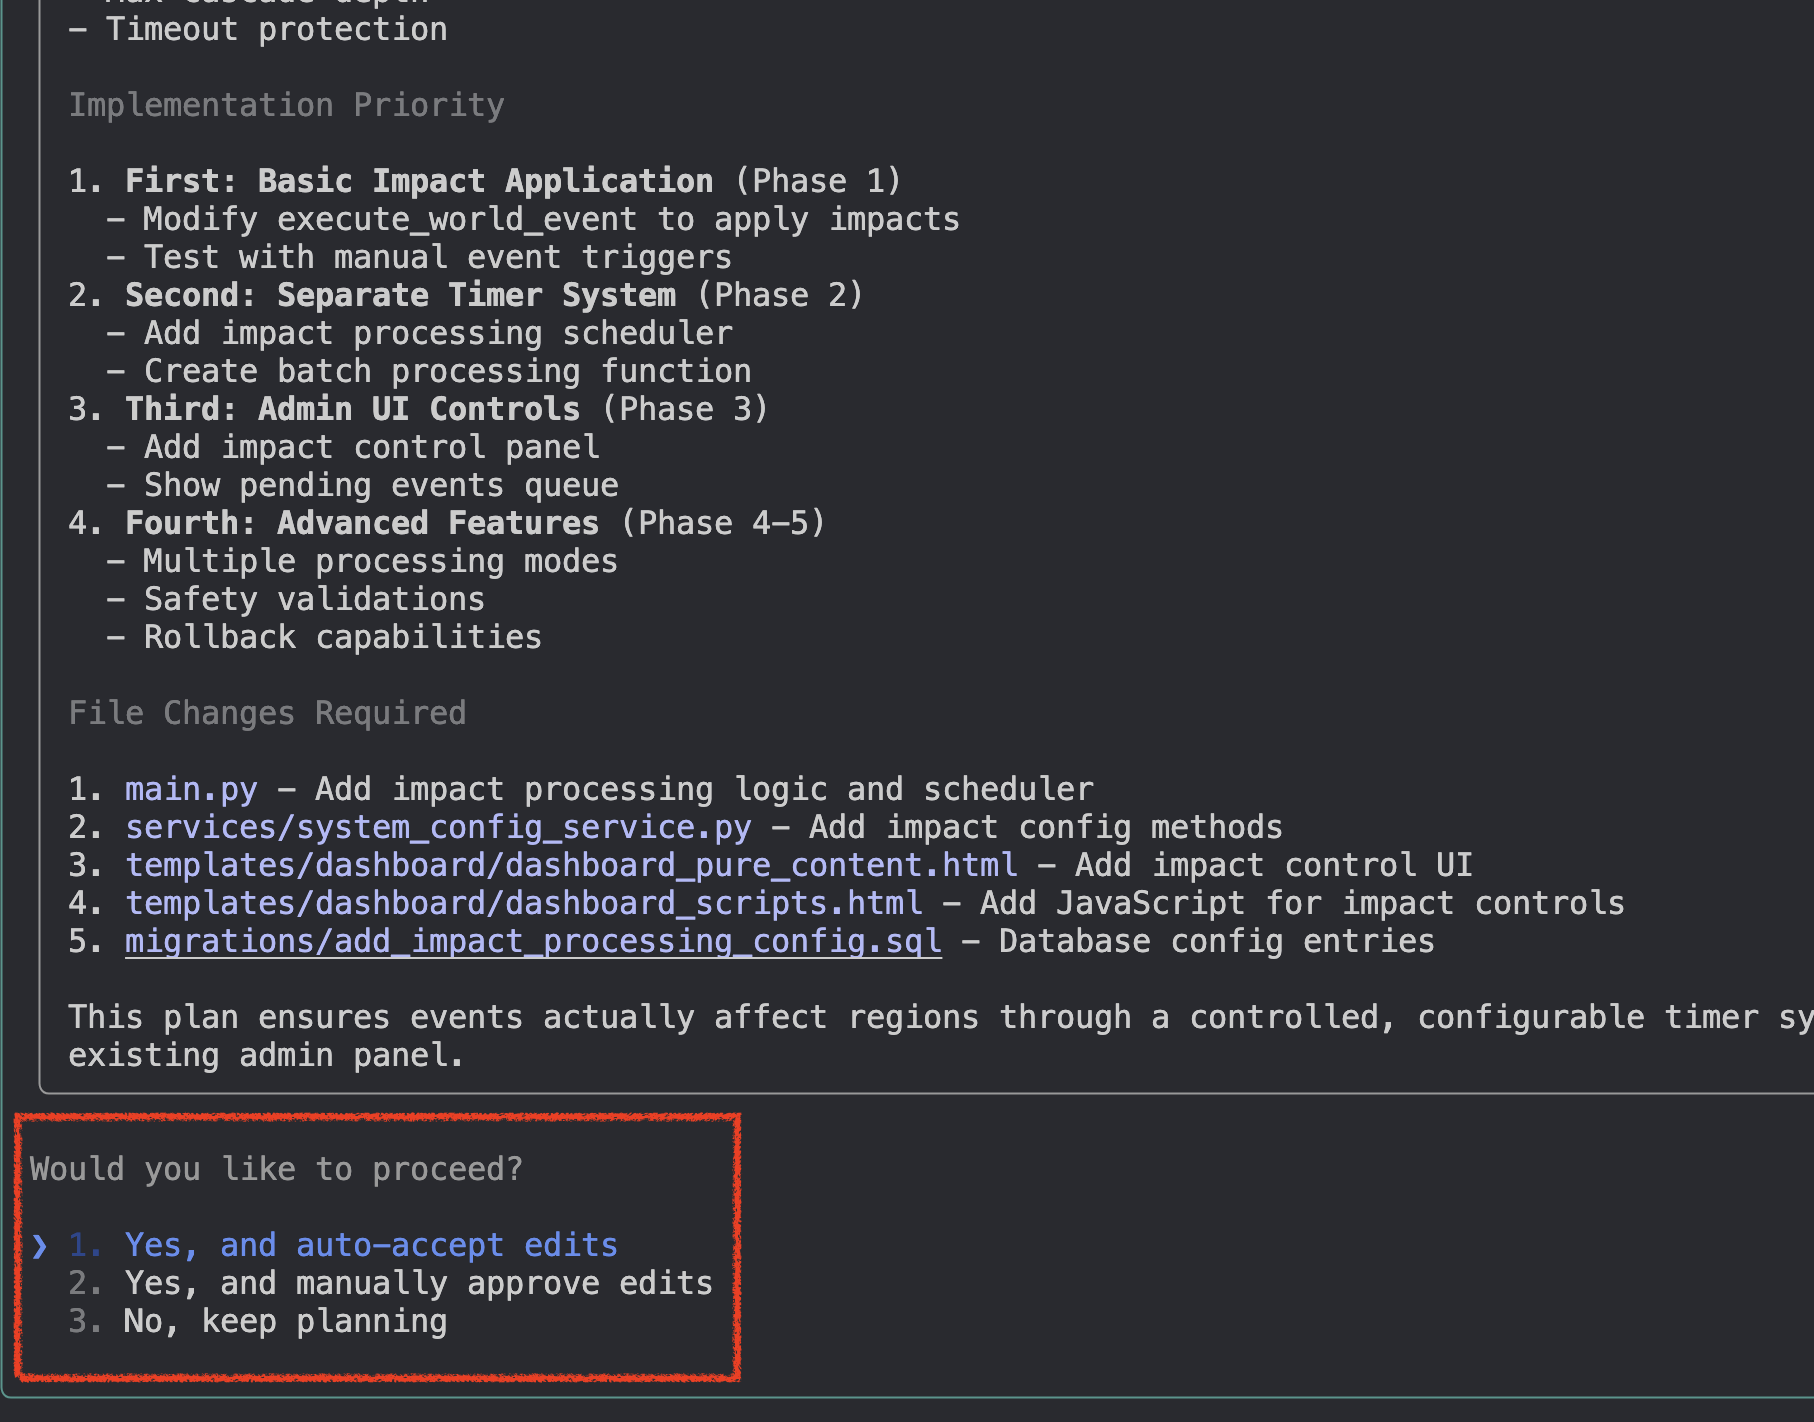 - Max cascade depth
– Timeout protection
Implementation Priority
1. First: Basic Impact Application (Phase 1)
– Modify execute_world_event to apply impacts
– Test with manual event triggers
2. Second: Separate Timer System (Phase 2)
– Add impact processing scheduler
– Create batch processing function
3. Third: Admin UI Controls (Phase 3)
– Add impact control panel
– Show pending events queue
4. Fourth: Advanced Features (Phase 4–5)
– Multiple processing modes
– Safety validations
– Rollback capabilities
File Changes Required
1. main.py – Add impact processing logic and scheduler
2. services/system_config_service.py – Add impact config methods
3. templates/dashboard/dashboard_pure_content.html – Add impact control UI
4. templates/dashboard/dashboard_scripts.html – Add JavaScript for impact controls
5. migrations/add_impact_processing_config.sql – Database config entries
This plan ensures events actually affect regions through a controlled, configurable timer sy
existing admin panel.
Would you like to proceed?
❯ 1. Yes, and auto–accept edits
2. Yes, and manually approve edits
3. No, keep planning